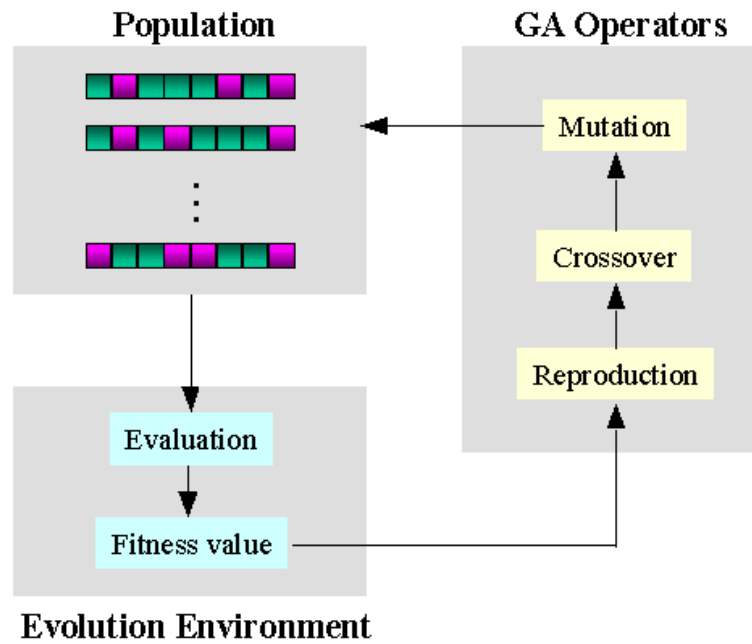 Population
GA Operators
Mutation
Crossover
Reproduction
Evaluation
Fitness value
Evolution Environment